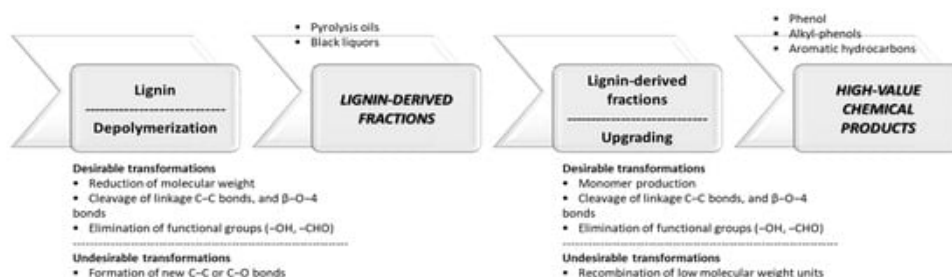 Pyrolysis oils
Black liquors
Phenol
Alkyl-phenols
Aromatic hydrocarbons
Lignin
Depolymerization
LIGNIN-DERIVED
FRACTIONS
Lignin-derived
fractions
Upgrading
HIGH-VALUE
CHEMICAL
PRODUCTS
Desirable transformations
Reduction of molecular weight
Cleavage of linkage C–C bonds, and β–O–4
bonds
Elimination of functional groups (–OH, –CHO)
Undesirable transformations
Formation of new C–C or C–O bonds
Desirable transformations
Monomer production
Cleavage of linkage C–C bonds, and β–O–4
bonds
Elimination of functional groups (–OH, –CHO)
Undesirable transformations
Recombination of low molecular weight units